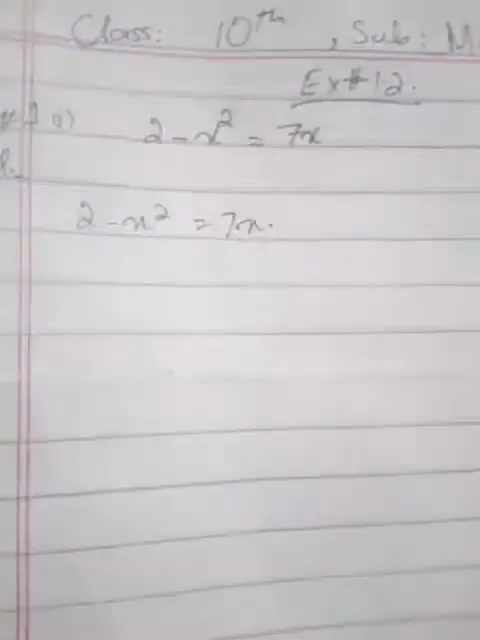 Class: 10th, Sub: M
Ex # 1.2.
i) 2 - x² = 7x
2 - x² = 7x.